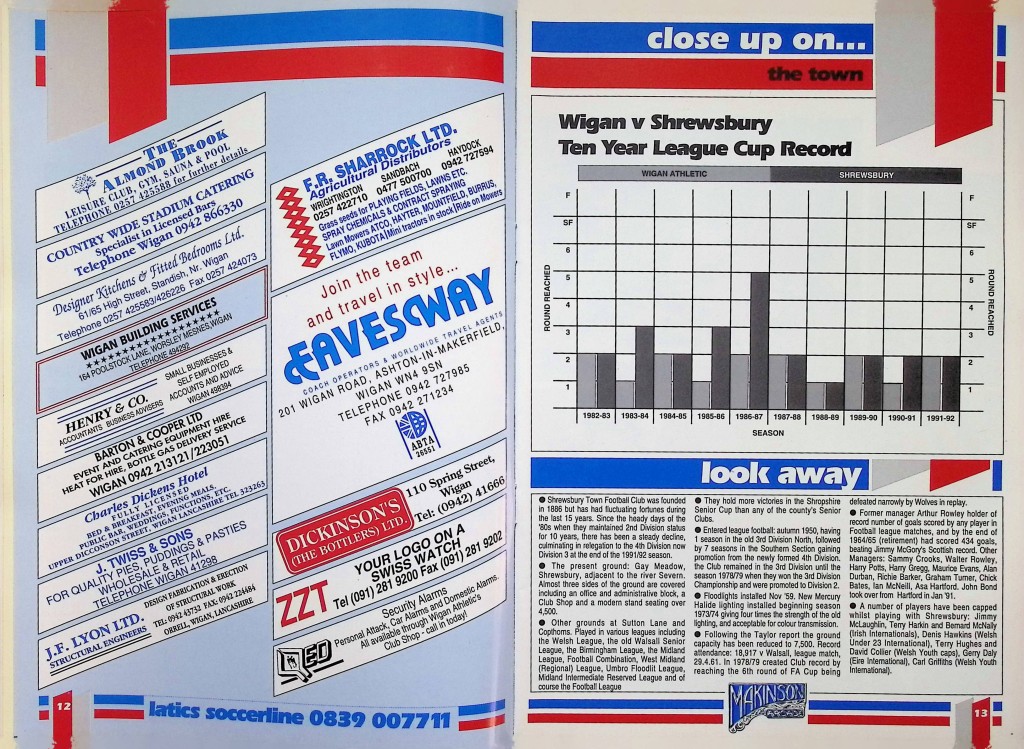 THE
ALMOND BROOK
LEISURE CLUB, GYM, SAUNA & POOL
TELEPHONE 0257 425588 for further details
COUNTRY WIDE STADIUM CATERING
Specialist in Licensed Bars
Telephone Wigan 0942 866330
Designer Kitchens & Fitted Bedrooms Ltd.
61/65 High Street, Standish, Nr. Wigan
Telephone 0257 425583/426226 Fax 0257 424073
WIGAN BUILDING SERVICES
164 POOLSTOCK LANE, WORSLEY MESNES, WIGAN
TELEPHONE 494292
HENRY & CO.
ACCOUNTANTS BUSINESS ADVISERS
SMALL BUSINESSES &
SELF EMPLOYED
ACCOUNTS AND ADVICE
WIGAN 498394
BARTON & COOPER LTD
EVENT AND CATERING EQUIPMENT HIRE
HEAT FOR HIRE, BOTTLE GAS DELIVERY SERVICE
WIGAN 0942 213121/223051
Charles Dickens Hotel
FULLY LICENSED
BED & BREAKFAST, EVENING MEALS,
PUBLIC BAR, WEDDINGS, FUNCTIONS, ETC.
UPPER DICCONSON STREET, WIGAN LANCASHIRE TEL 323263
J. TWISS & SONS
FOR QUALITY PIES, PUDDINGS & PASTIES
WHOLESALE & RETAIL
TELEPHONE WIGAN 41298
J.F. LYON LTD.
STRUCTURAL ENGINEERS
DESIGN FABRICATION & ERECTION
OF STRUCTURAL WORK
TEL: 0942 43752 FAX: 0942 224484
ORRELL, WIGAN, LANCASHIRE
F.R. SHARROCK LTD.
Agricultural Distributors
WRIGHTINGTON SANDBACH HAYDOCK
0257 422710 0477 500700 0942 727594
Grass seeds for PLAYING FIELDS, LAWNS ETC.
SPRAY CHEMICALS & CONTRACT SPRAYING
Lawn Mowers ATCO, HAYTER, MOUNTFIELD, BURRUS,
FLYMO, KUBOTA | Mini tractors in stock | Ride on Mowers
Join the team
and travel in style...
EAVESWAY
COACH OPERATORS & WORLDWIDE TRAVEL AGENTS
201 WIGAN ROAD, ASHTON-IN-MAKERFIELD,
WIGAN WN4 9SN
TELEPHONE 0942 727985
FAX 0942 271234
ABTA
26551
DICKINSON'S
(THE BOTTLERS) LTD.
110 Spring Street,
Wigan
Tel: (0942) 41666
ZZT
YOUR LOGO ON A
SWISS WATCH
Tel (091) 281 9200 Fax (091) 281 9202
Security Alarms
Personal Attack, Car Alarms and Domestic Alarms.
All available through Wigan Athletic's
Club Shop - call in today!
12
latics soccerline 0839 007711
close up on...
the town
Wigan v Shrewsbury
Ten Year League Cup Record
WIGAN ATHLETIC SHREWSBURY
F F
SF SF
6 6
5 5
4 4
3 3
2 2
1 1
ROUND REACHED
ROUND REACHED
1982-83 1983-84 1984-85 1985-86 1986-87 1987-88 1988-89 1989-90 1990-91 1991-92
SEASON
look away
● Shrewsbury Town Football Club was founded
in 1886 but has had fluctuating fortunes during
the last 15 years. Since the heady days of the
'80s when they maintained 2nd Division status
for 10 years, there has been a steady decline,
culminating in relegation to the 4th Division now
Division 3 at the end of the 1991/92 season.
● The present ground: Gay Meadow,
Shrewsbury, adjacent to the river Severn.
Almost three sides of the ground are covered
including an office and administrative block, a
Club Shop and a modern stand seating over
4,500.
● Other grounds at Sutton Lane and
Copthorns. Played in various leagues including
the Welsh League, the old Walsall Senior
League, the Birmingham League, the Midland
League, Football Combination, West Midland
(Regional) League, Umbro Floodlit League,
Midland Intermediate Reserved League and of
course the Football League
● They hold more victories in the Shropshire
Senior Cup than any of the county's Senior
Clubs.
● Entered league football: autumn 1950, having
1 season in the old 3rd Division North, followed
by 7 seasons in the Southern Section gaining
promotion from the newly formed 4th Division.
The Club remained in the 3rd Division until the
season 1978/79 when they won the 3rd Division
Championship and were promoted to Division 2.
● Floodlights installed Nov '59, New Mercury
Halide lighting installed beginning season
1973/74 giving four times the strength of the old
lighting, and acceptable for colour transmission.
● Following the Taylor report the ground
capacity has been reduced to 7,500. Record
attendance: 18,917 v Walsall, league match,
29.4.61. In 1978/79 created Club record by
reaching the 6th round of FA Cup being
defeated narrowly by Wolves in replay.
● Former manager Arthur Rowley holder of
record number of goals scored by any player in
Football league matches, and by the end of
1964/65 (retirement) had scored 434 goals,
beating Jimmy McGory's Scottish record. Other
Managers: Sammy Crooks, Walter Rowley,
Harry Potts, Harry Gregg, Maurice Evans, Alan
Durban, Richie Barker, Graham Turner, Chick
Bates, Ian McNeill, Asa Hartford. John Bond
took over from Hartford in Jan '91.
● A number of players have been capped
whilst playing with Shrewsbury: Jimmy
McLaughlin, Terry Harkin and Bernard McNally
(Irish Internationals), Denis Hawkins (Welsh
Under 23 International), Terry Hughes and
David Collier (Welsh Youth caps), Gerry Daly
(Eire International), Carl Griffiths (Welsh Youth
International).
MAKINSON
ARCADE
13